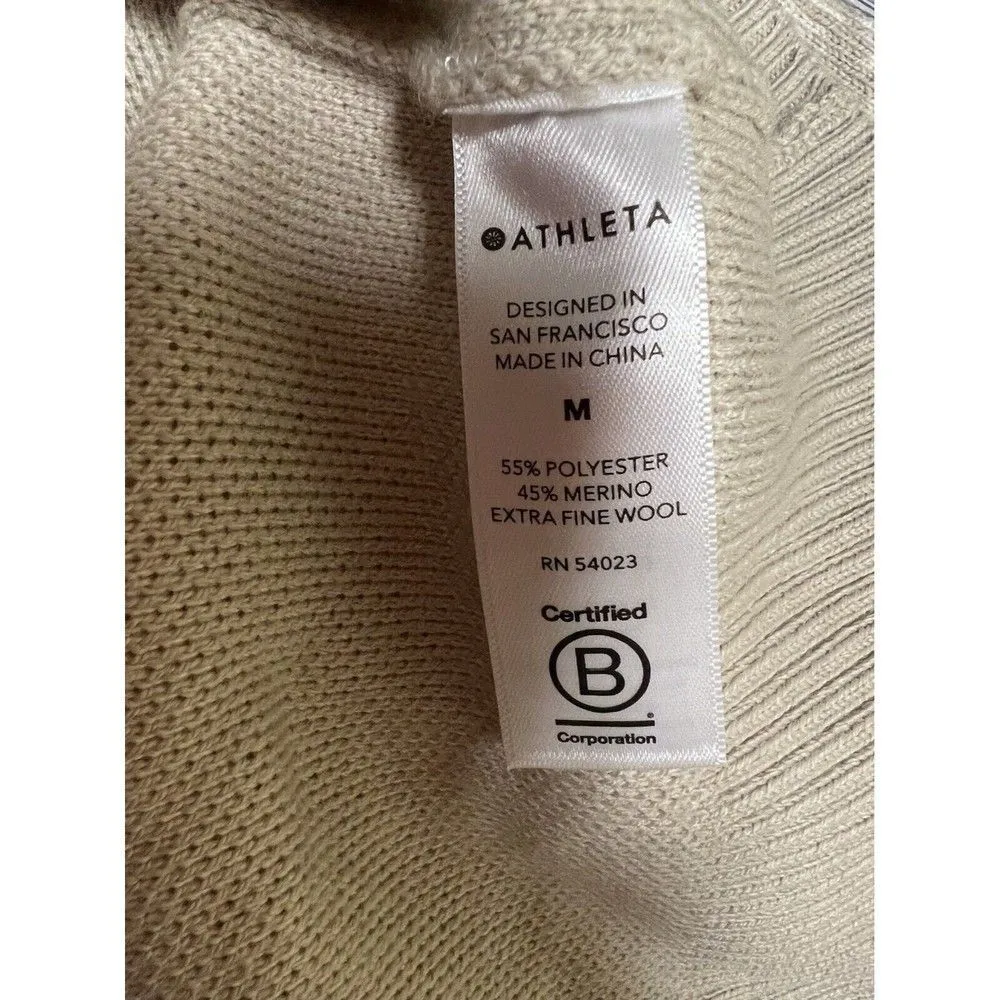 ATHLETA
DESIGNED IN
SAN FRANCISCO
MADE IN CHINA
M
55% POLYESTER
45% MERINO
EXTRA FINE WOOL
RN 54023
Certified
B
®
Corporation